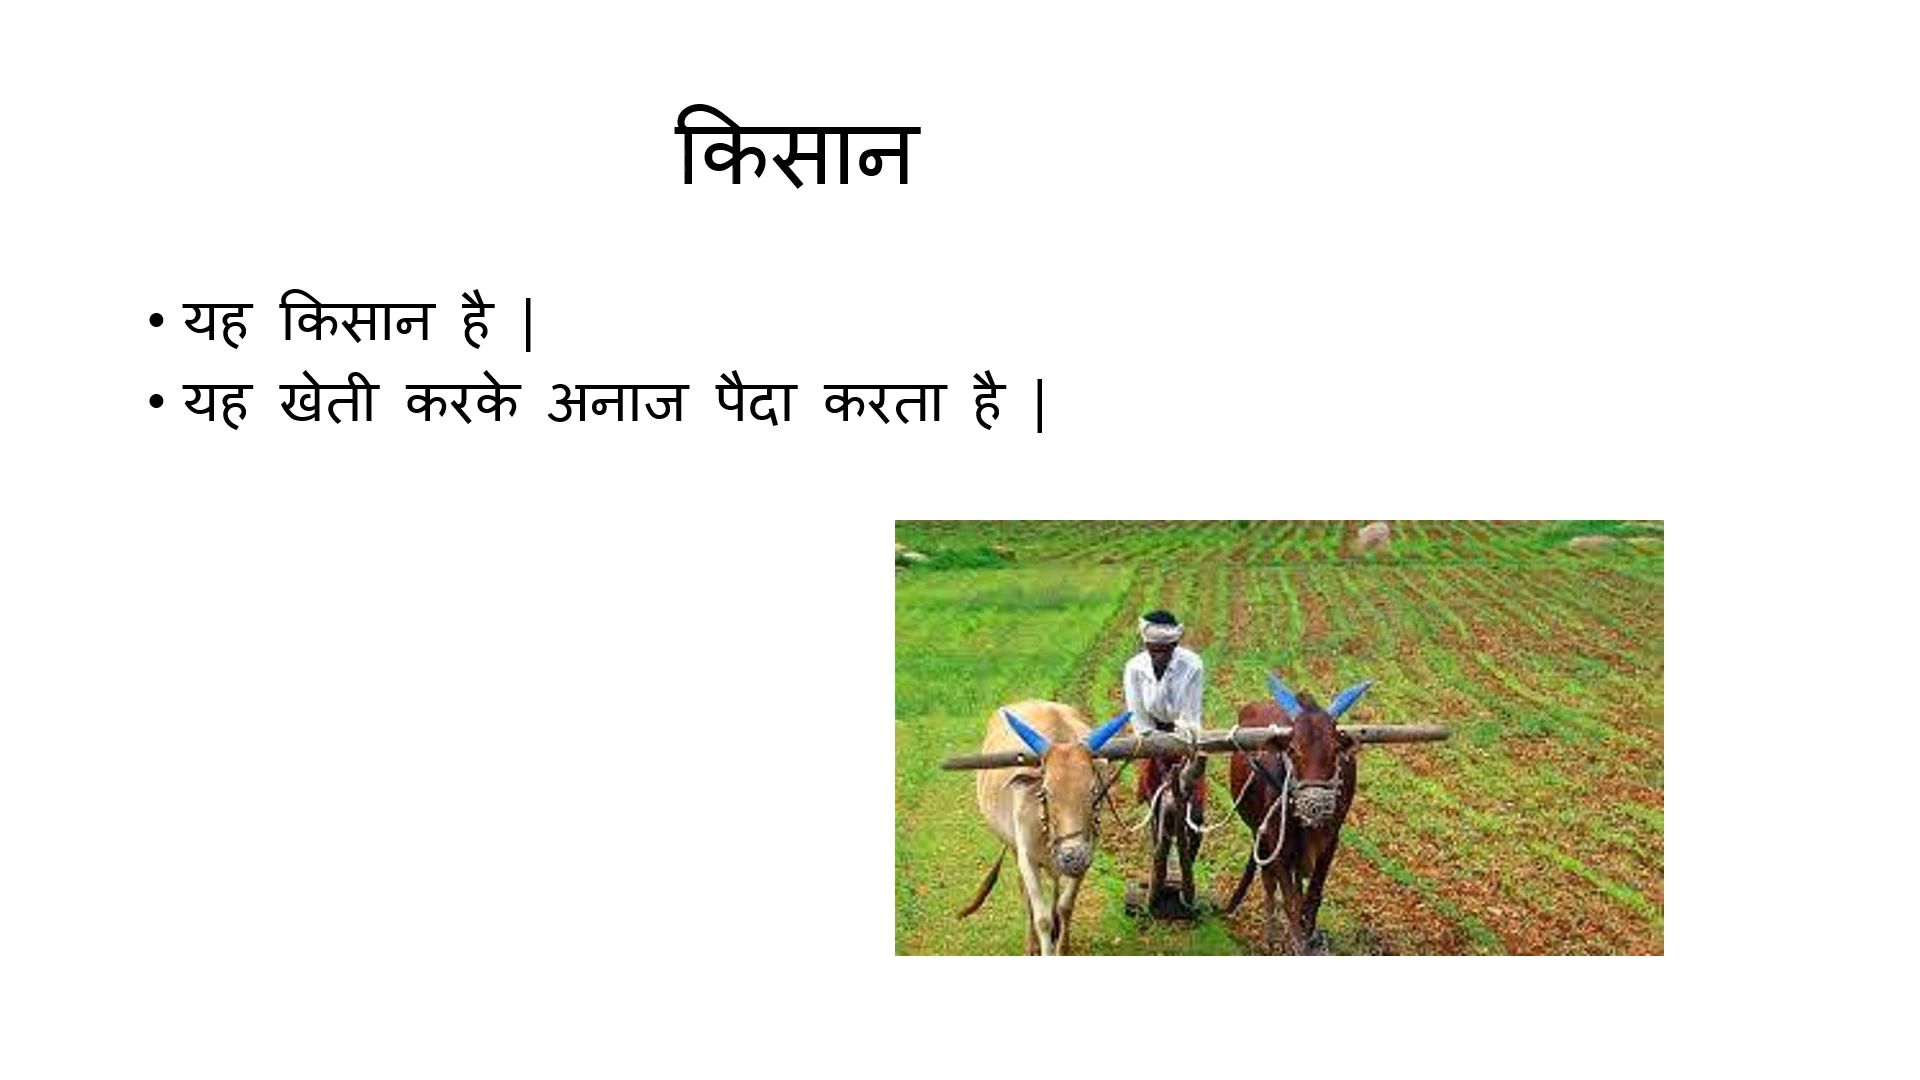 किसान
• यह किसान है |
• यह खेती करके अनाज पैदा करता है |